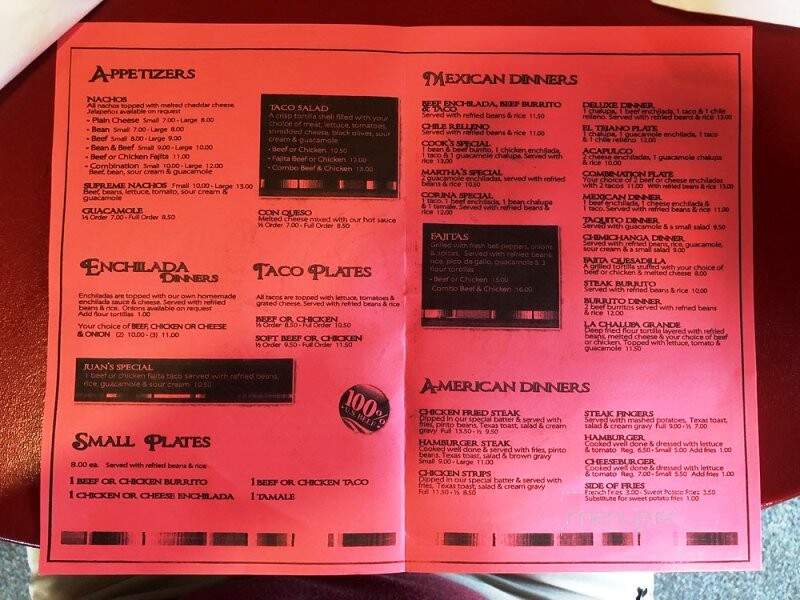 APPETIZERS
NACHOS
All nachos topped with melted cheddar cheese.
Jalapeños available on request
• Plain Cheese Small 7.00 - Large 8.00
• Bean Small 7.00 - Large 8.00
• Beef Small 8.00 - Large 9.00
• Bean & Beef Small 9.00 - Large 10.00
• Beef or Chicken Fajita 11.00
• Combination Small 10.00 - Large 12.00
Beef, bean, sour cream & guacamole
SUPREME NACHOS Small 10.00 - Large 13.00
Beef, beans, lettuce, tomato, sour cream &
guacamole
GUACAMOLE
½ Order 7.00 - Full Order 8.50
TACO SALAD
A crisp tortilla shell filled with your
choice of meat, lettuce, tomatoes,
shredded cheese, black olives, sour
cream & guacamole
• Beef or Chicken 10.50
• Fajita Beef or Chicken 12.00
• Combo Beef & Chicken 13.00
CON QUESO
Melted cheese mixed with our hot sauce
½ Order 7.00 - Full Order 8.50
ENCHILADA
DINNERS
Enchiladas are topped with our own homemade
enchilada sauce & cheese. Served with refried
beans & rice. Onions available on request
Add flour tortillas 1.00
Your choice of BEEF, CHICKEN OR CHEESE
& ONION (2) 10.00 - (3) 11.00
TACO PLATES
All tacos are topped with lettuce, tomatoes &
grated cheese. Served with refried beans & rice
BEEF OR CHICKEN
½ Order 8.50 - Full Order 10.50
SOFT BEEF OR CHICKEN
½ Order 9.50 - Full Order 11.50
JUAN'S SPECIAL
1 beef or chicken fajita taco served with refried beans,
rice, guacamole & sour cream 10.50
100%
U.S. BEEF
SMALL PLATES
8.00 ea. Served with refried beans & rice
1 BEEF OR CHICKEN BURRITO
1 CHICKEN OR CHEESE ENCHILADA
1 BEEF OR CHICKEN TACO
1 TAMALE
MEXICAN DINNERS
BEEF ENCHILADA, BEEF BURRITO
& TACO
Served with refried beans & rice 11.50
CHILE RELLENO
Served with refried beans & rice 11.00
COOK'S SPECIAL
1 bean & beef burrito, 1 chicken enchilada,
1 taco & 1 guacamole chalupa. Served with
rice 13.00
MARTHA'S SPECIAL
2 guacamole enchiladas, served with refried
beans & rice 10.50
CORINA SPECIAL
1 taco, 1 beef enchilada, 1 bean chalupa
& 1 tamale. Served with refried beans &
rice 12.00
FAJITAS
Grilled with fresh bell peppers, onions
& spices. Served with refried beans,
rice, pico de gallo, guacamole & 3
flour tortillas
• Beef or Chicken 15.00
• Combo Beef & Chicken 16.00
DELUXE DINNER
1 chalupa, 1 beef enchilada, 1 taco & 1 chile
relleno. Served with refried beans & rice 13.00
EL TEJANO PLATE
1 chalupa, 1 guacamole enchilada, 1 taco
& 1 chile relleno 12.00
ACAPULCO
2 cheese enchiladas, 1 guacamole chalupa
& rice 10.00
COMBINATION PLATE
Your choice of 2 beef or cheese enchiladas
with 2 tacos 11.00 With refried beans & rice 13.00
MEXICAN DINNER
1 beef enchilada, 1 cheese enchilada &
1 taco. Served with refried beans & rice 11.00
TAQUITO DINNER
Served with guacamole & a small salad 9.50
CHIMICHANGA DINNER
Served with refried beans, rice, guacamole,
sour cream & a small salad 9.00
FAJITA QUESADILLA
A grilled tortilla stuffed with your choice of
beef or chicken & melted cheese 8.00
STEAK BURRITO
Served with refried beans & rice 10.00
BURRITO DINNER
2 beef burritos served with refried beans
& rice 12.00
LA CHALUPA GRANDE
Deep fried flour tortilla layered with refried
beans, melted cheese & your choice of beef
or chicken. Topped with lettuce, tomato &
guacamole 11.50
AMERICAN DINNERS
CHICKEN FRIED STEAK
Dipped in our special batter & served with
fries, pinto beans, Texas toast, salad & cream
gravy Full 13.50 - ½ 9.50
HAMBURGER STEAK
Cooked well done & served with fries, pinto
beans, Texas toast, salad & brown gravy
Small 9.00 - Large 11.00
CHICKEN STRIPS
Dipped in our special batter & served with
fries, Texas toast, salad & cream gravy
Full 11.50 - ½ 8.50
STEAK FINGERS
Served with mashed potatoes, Texas toast,
salad & cream gravy Full 9.00 - ½ 7.00
HAMBURGER
Cooked well done & dressed with lettuce
& tomato Reg. 6.50 - Small 5.00 Add fries 1.00
CHEESEBURGER
Cooked well done & dressed with lettuce
& tomato Reg. 7.00 - Small 5.50 Add fries 1.00
SIDE OF FRIES
French Fries 3.00 - Sweet Potato Fries 3.50
Substitute for sweet potato fries 1.00